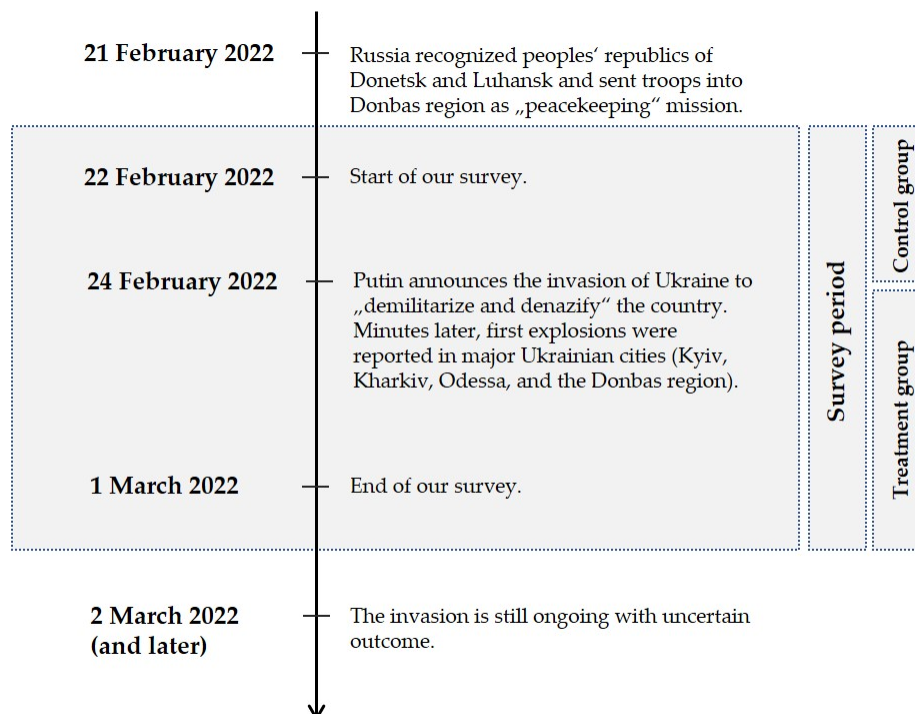 21 February 2022
Russia recognized peoples‘ republics of
Donetsk and Luhansk and sent troops into
Donbas region as „peacekeeping“ mission.
22 February 2022
Start of our survey.
24 February 2022
Putin announces the invasion of Ukraine to
„demilitarize and denazify“ the country.
Minutes later, first explosions were
reported in major Ukrainian cities (Kyiv,
Kharkiv, Odessa, and the Donbas region).
1 March 2022
End of our survey.
2 March 2022
(and later)
The invasion is still ongoing with uncertain
outcome.
Survey period
Control group
Treatment group